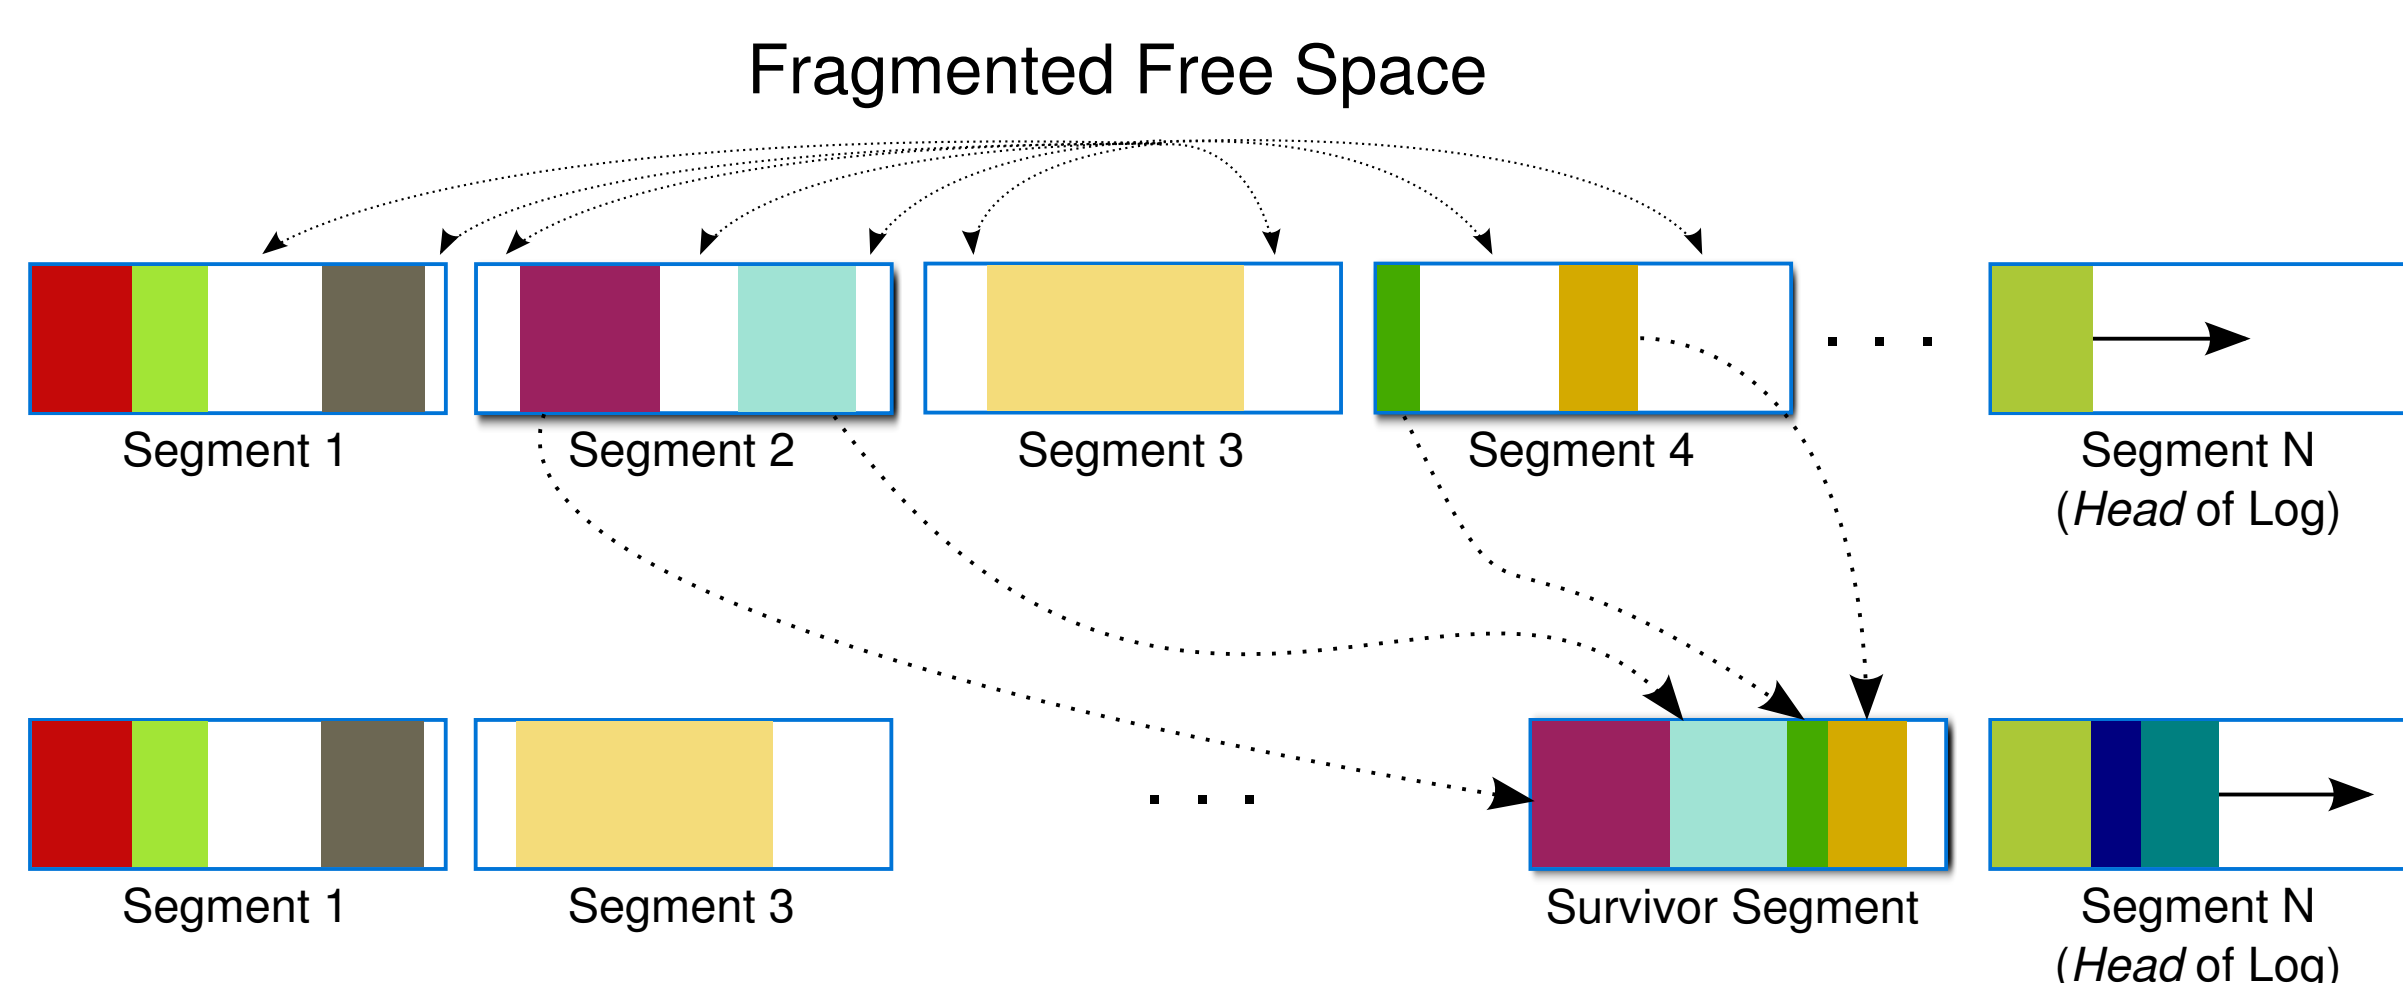 Fragmented Free Space
Segment 1
Segment 2
Segment 3
Segment 4
. . .
Segment N
(Head of Log)
Segment 1
Segment 3
. . .
Survivor Segment
Segment N
(Head of Log)